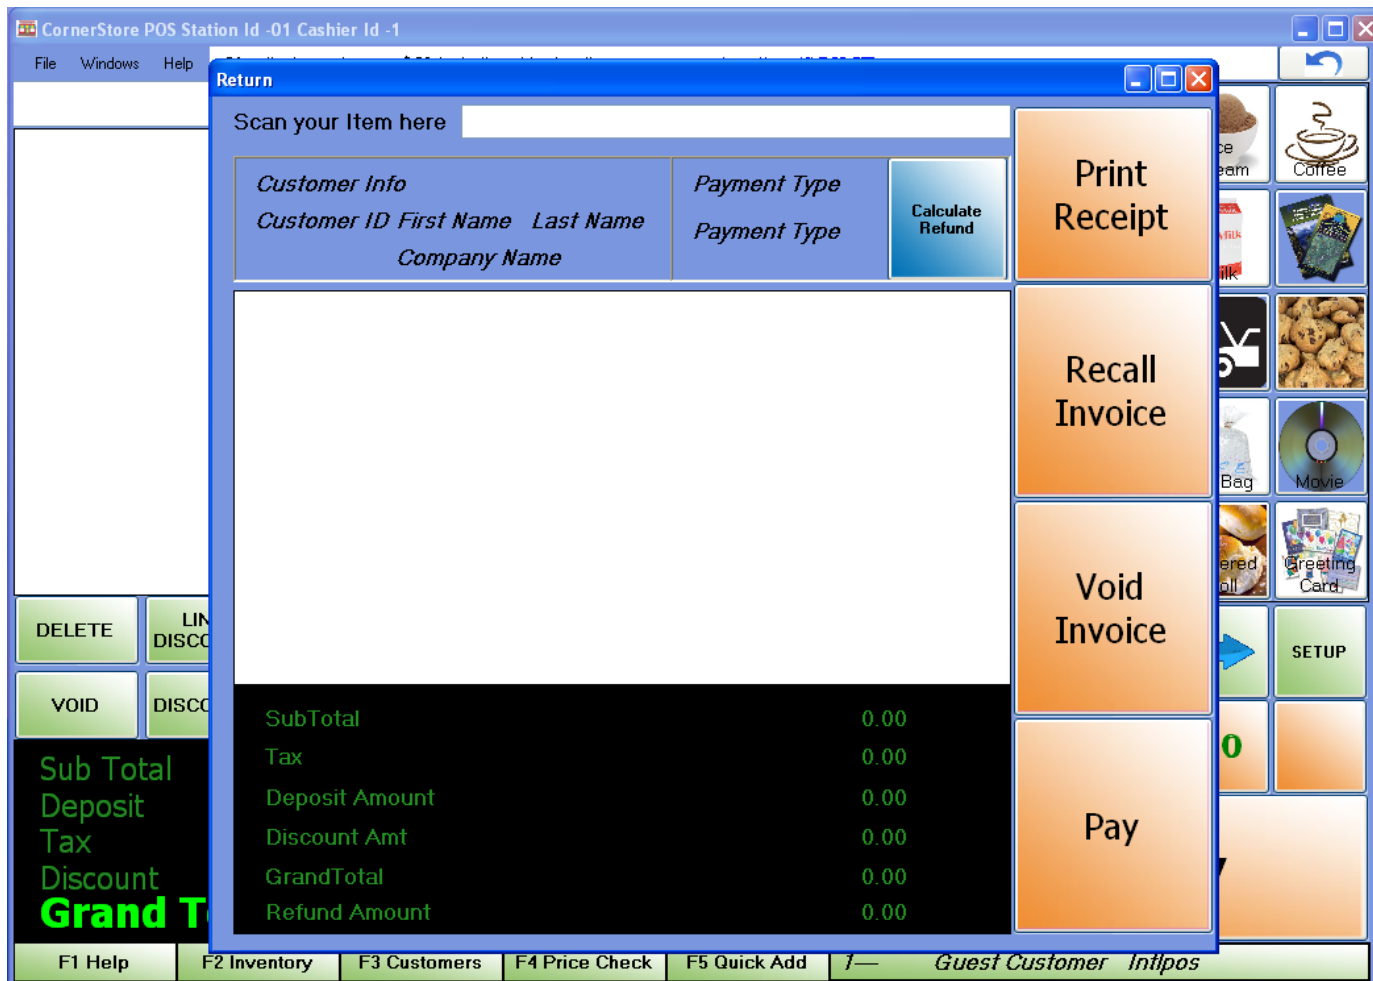 CornerStore POS Station Id -01 Cashier Id -1
File Windows Help
Return
Scan your Item here
Customer Info
Customer ID First Name Last Name
Company Name
Payment Type
Payment Type
Calculate
Refund
Print
Receipt
Recall
Invoice
Void
Invoice
Pay
Coffee
Milk
Bag
Movie
Greeting
Card
DELETE
VOID
SETUP
0
SubTotal 0.00
Tax 0.00
Deposit Amount 0.00
Discount Amt 0.00
GrandTotal 0.00
Refund Amount 0.00
Sub Total
Deposit
Tax
Discount
Grand T
F1 Help F2 Inventory F3 Customers F4 Price Check F5 Quick Add 1— Guest Customer Intlpos